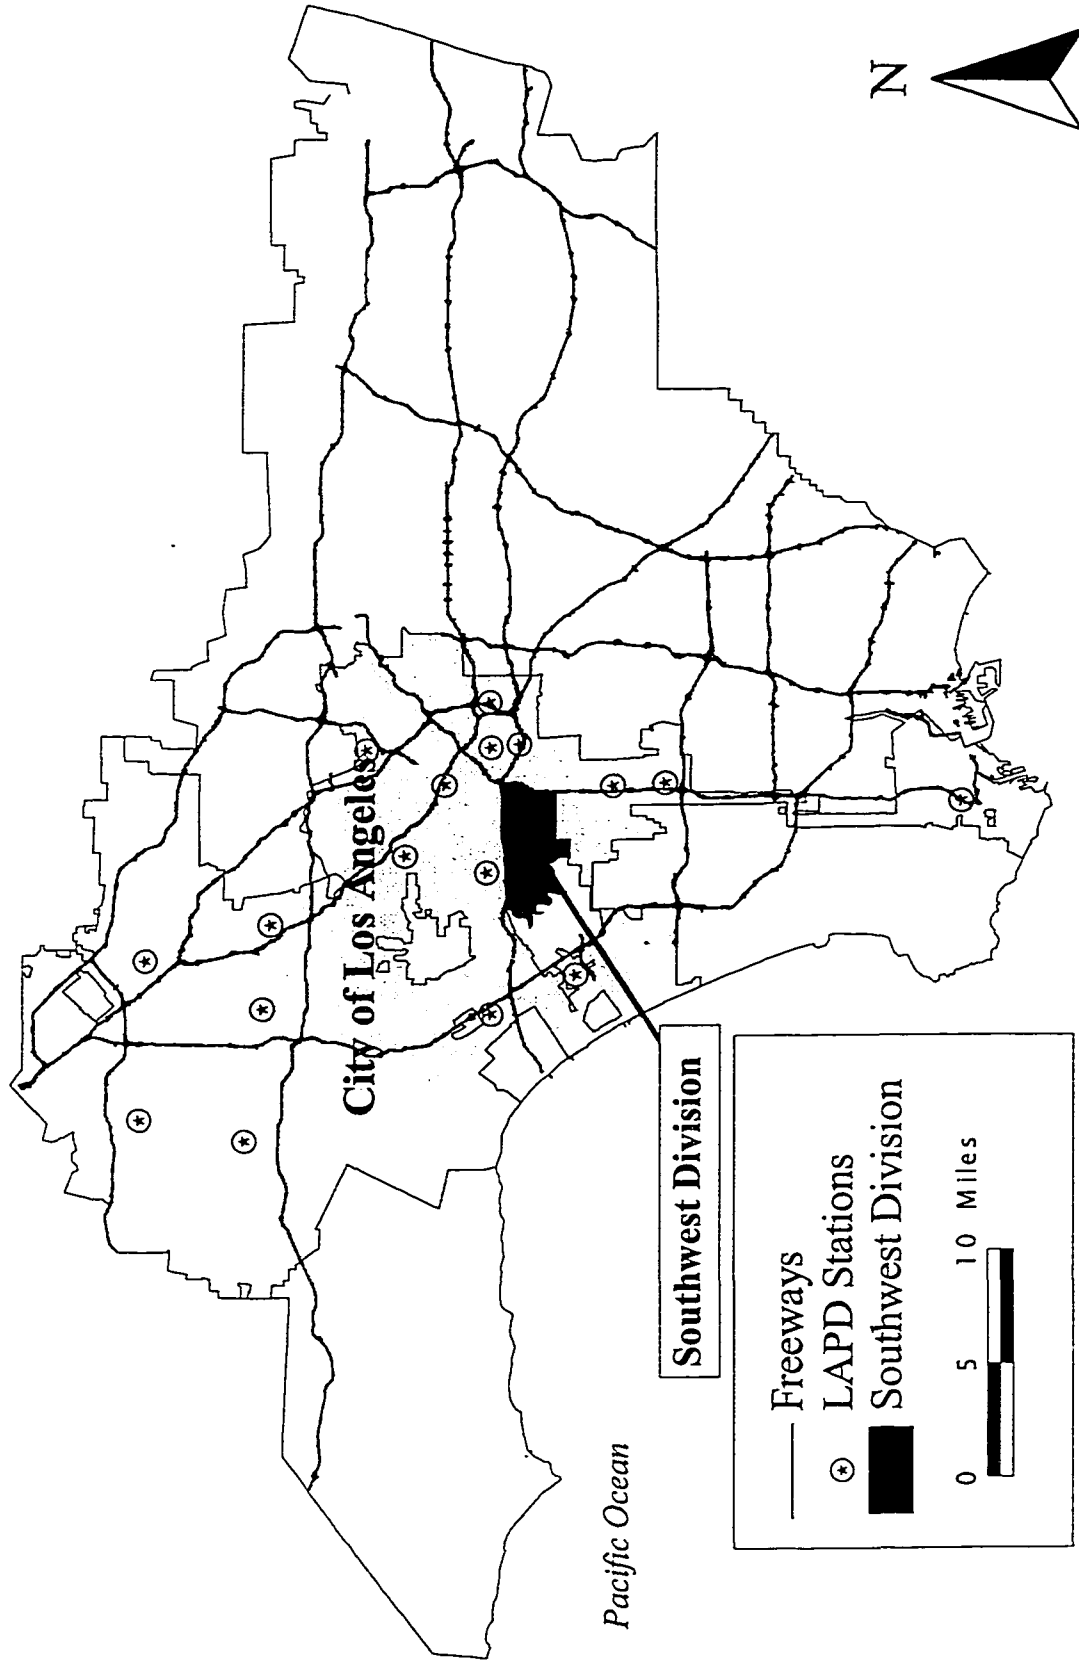 N
City of Los Angeles
Southwest Division
Pacific Ocean
Freeways
LAPD Stations
Southwest Division
0 5 10 Miles